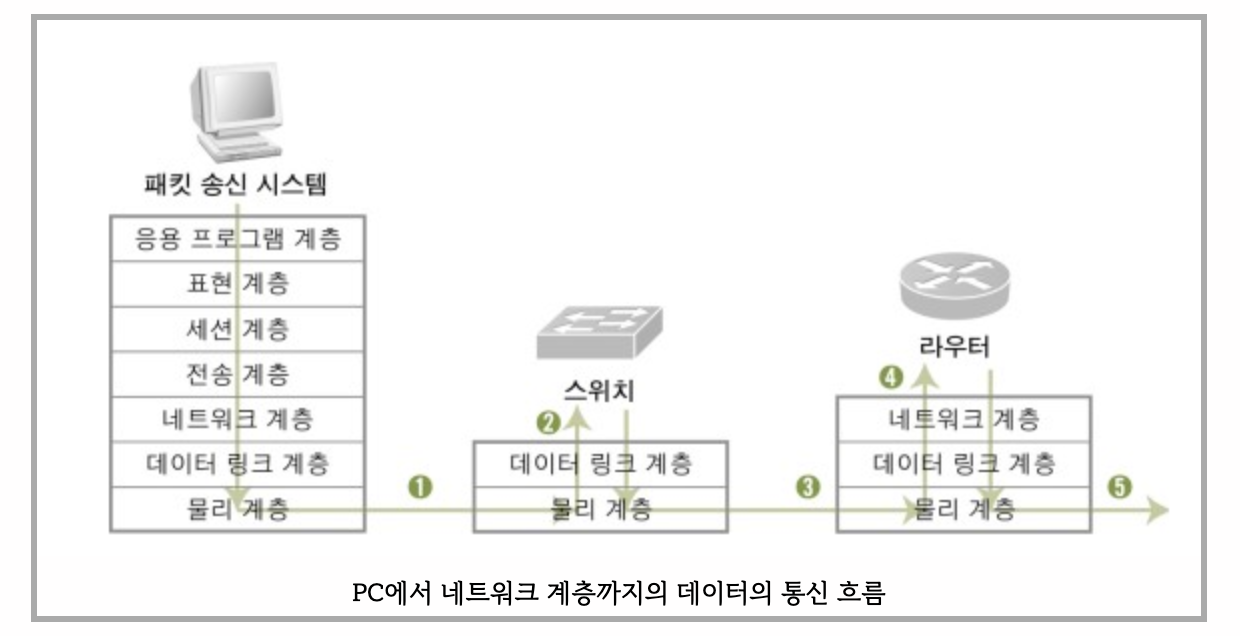 패킷 송신 시스템
응용 프로그램 계층
표현 계층
세션 계층
전송 계층
네트워크 계층
데이터 링크 계층
물리 계층
❶
스위치
❷
데이터 링크 계층
물리 계층
❸
라우터
❹
네트워크 계층
데이터 링크 계층
물리 계층
❺
PC에서 네트워크 계층까지의 데이터의 통신 흐름